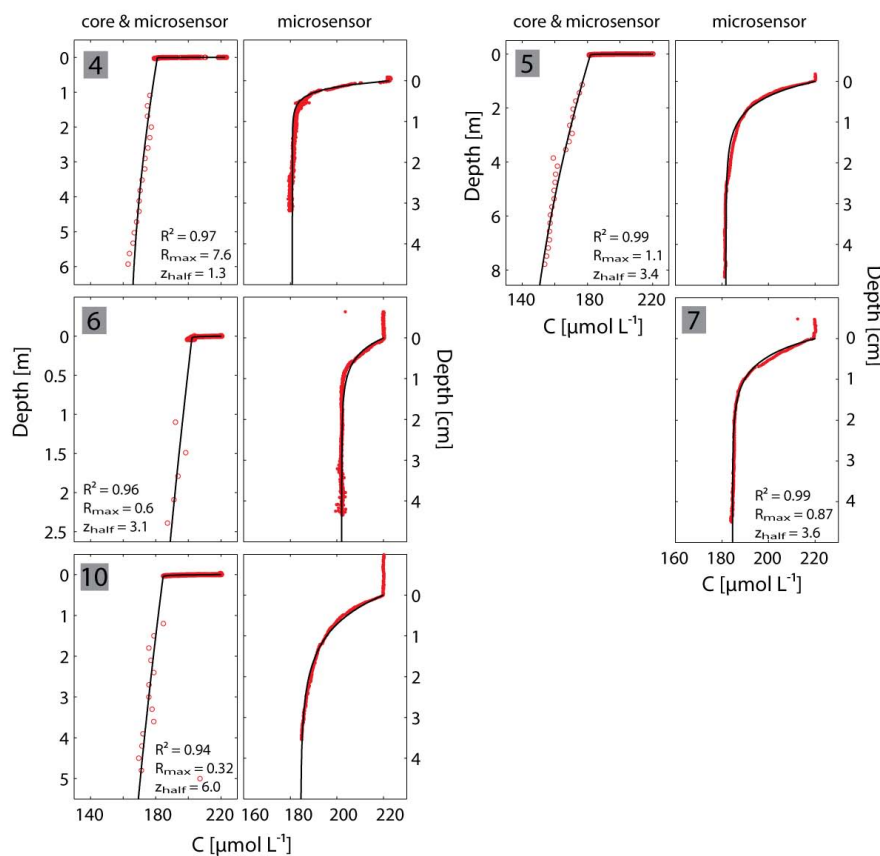 core & microsensor
microsensor
4
0
1
2
3
4
5
6
0
1
2
3
4
R² = 0.97
Rmax = 7.6
zhalf = 1.3
6
0
0.5
1
1.5
2
2.5
Depth [m]
0
1
2
3
4
Depth [cm]
R² = 0.96
Rmax = 0.6
zhalf = 3.1
10
0
1
2
3
4
5
0
1
2
3
4
R² = 0.94
Rmax = 0.32
zhalf = 6.0
140 180 220 160 180 200 220
C [μmol L⁻¹]
core & microsensor
microsensor
5
Depth [m]
0
2
4
6
8
0
1
2
3
4
R² = 0.99
Rmax = 1.1
zhalf = 3.4
140 180 220
C [μmol L⁻¹]
Depth [cm]
7
0
1
2
3
4
R² = 0.99
Rmax = 0.87
zhalf = 3.6
160 180 200 220
C [μmol L⁻¹]